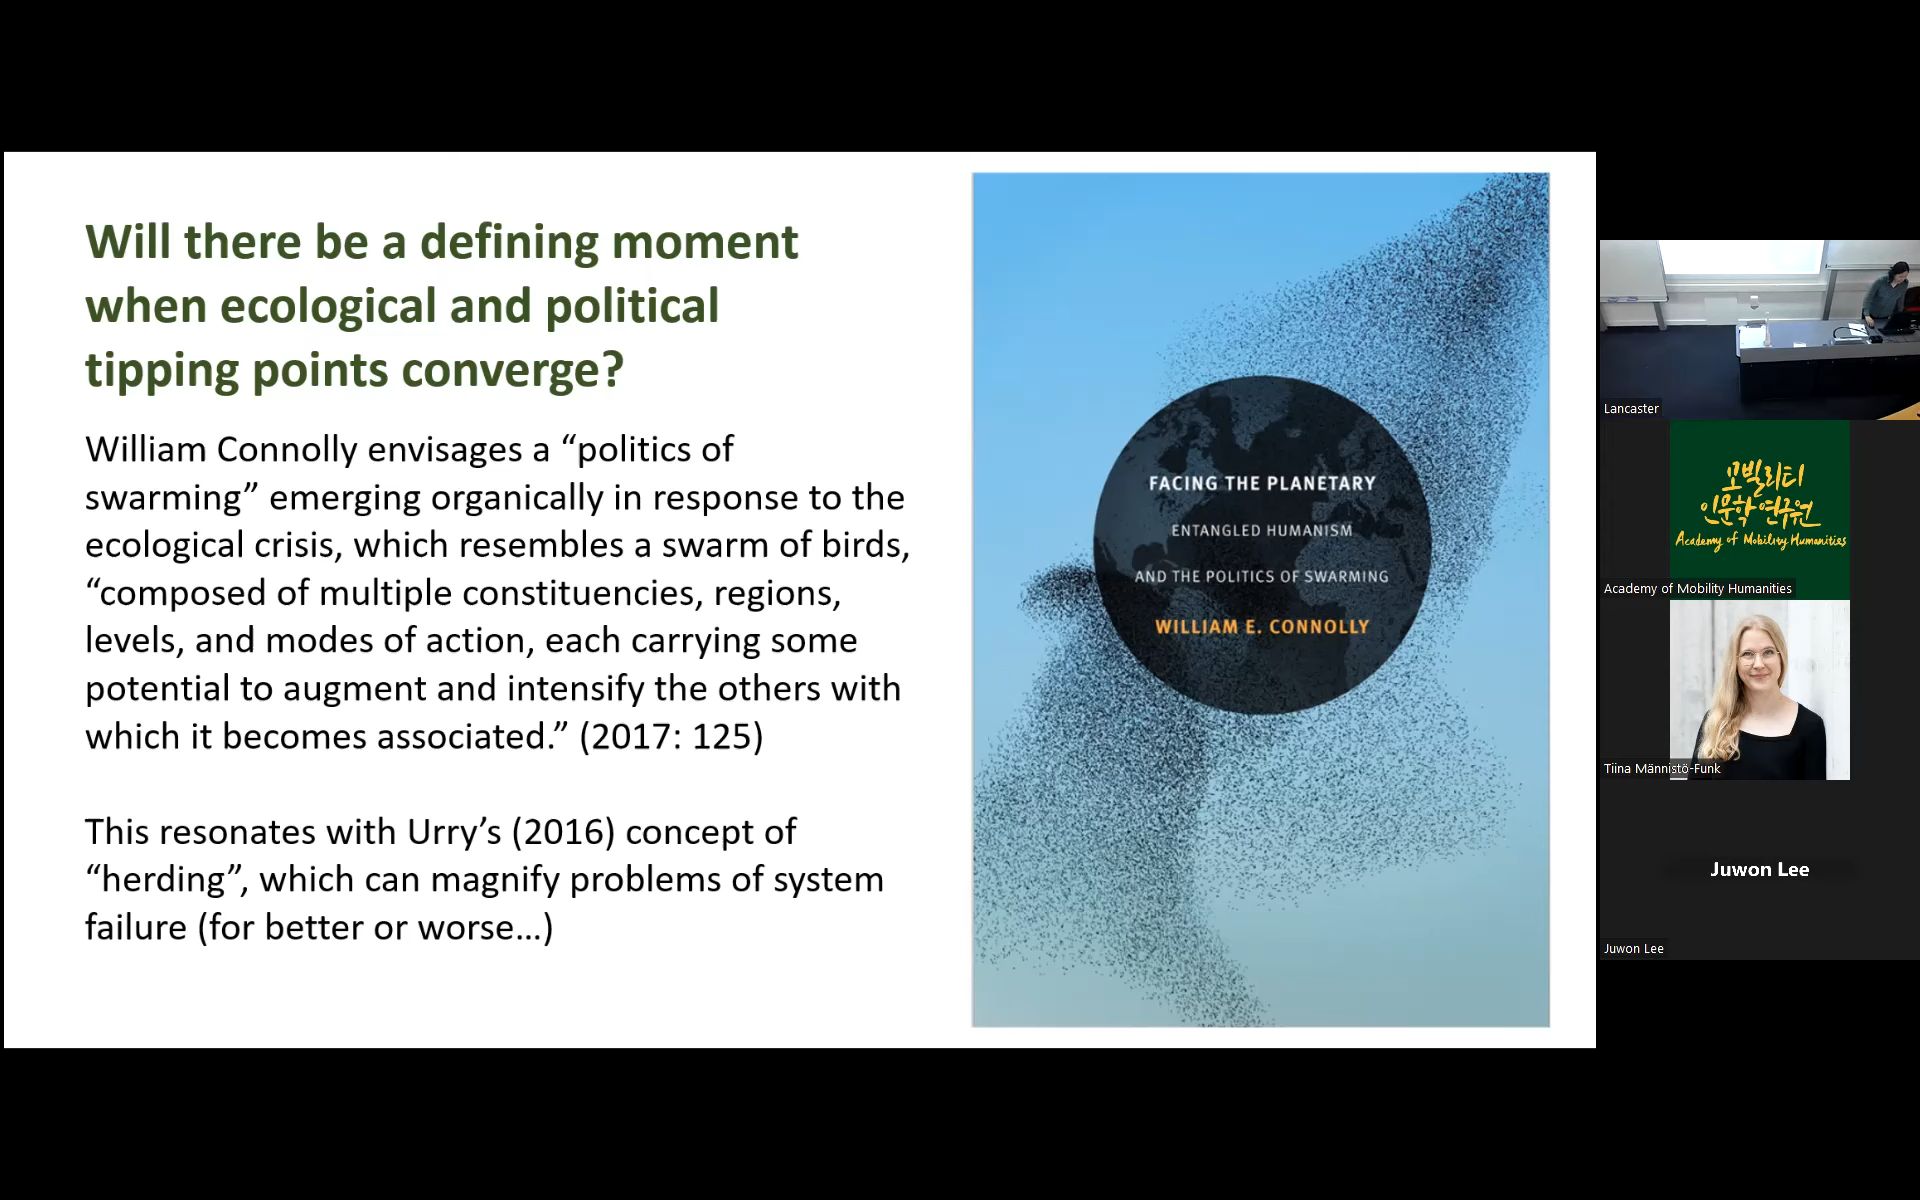 Will there be a defining moment
when ecological and political
tipping points converge?
William Connolly envisages a “politics of
swarming” emerging organically in response to the
ecological crisis, which resembles a swarm of birds,
“composed of multiple constituencies, regions,
levels, and modes of action, each carrying some
potential to augment and intensify the others with
which it becomes associated.” (2017: 125)
This resonates with Urry’s (2016) concept of
“herding”, which can magnify problems of system
failure (for better or worse…)
FACING THE PLANETARY
ENTANGLED HUMANISM
AND THE POLITICS OF SWARMING
WILLIAM E. CONNOLLY
Lancaster
모빌리티
인문학 연구원
Academy of Mobility Humanities
Academy of Mobility Humanities
Tiina Männistö-Funk
Juwon Lee
Juwon Lee